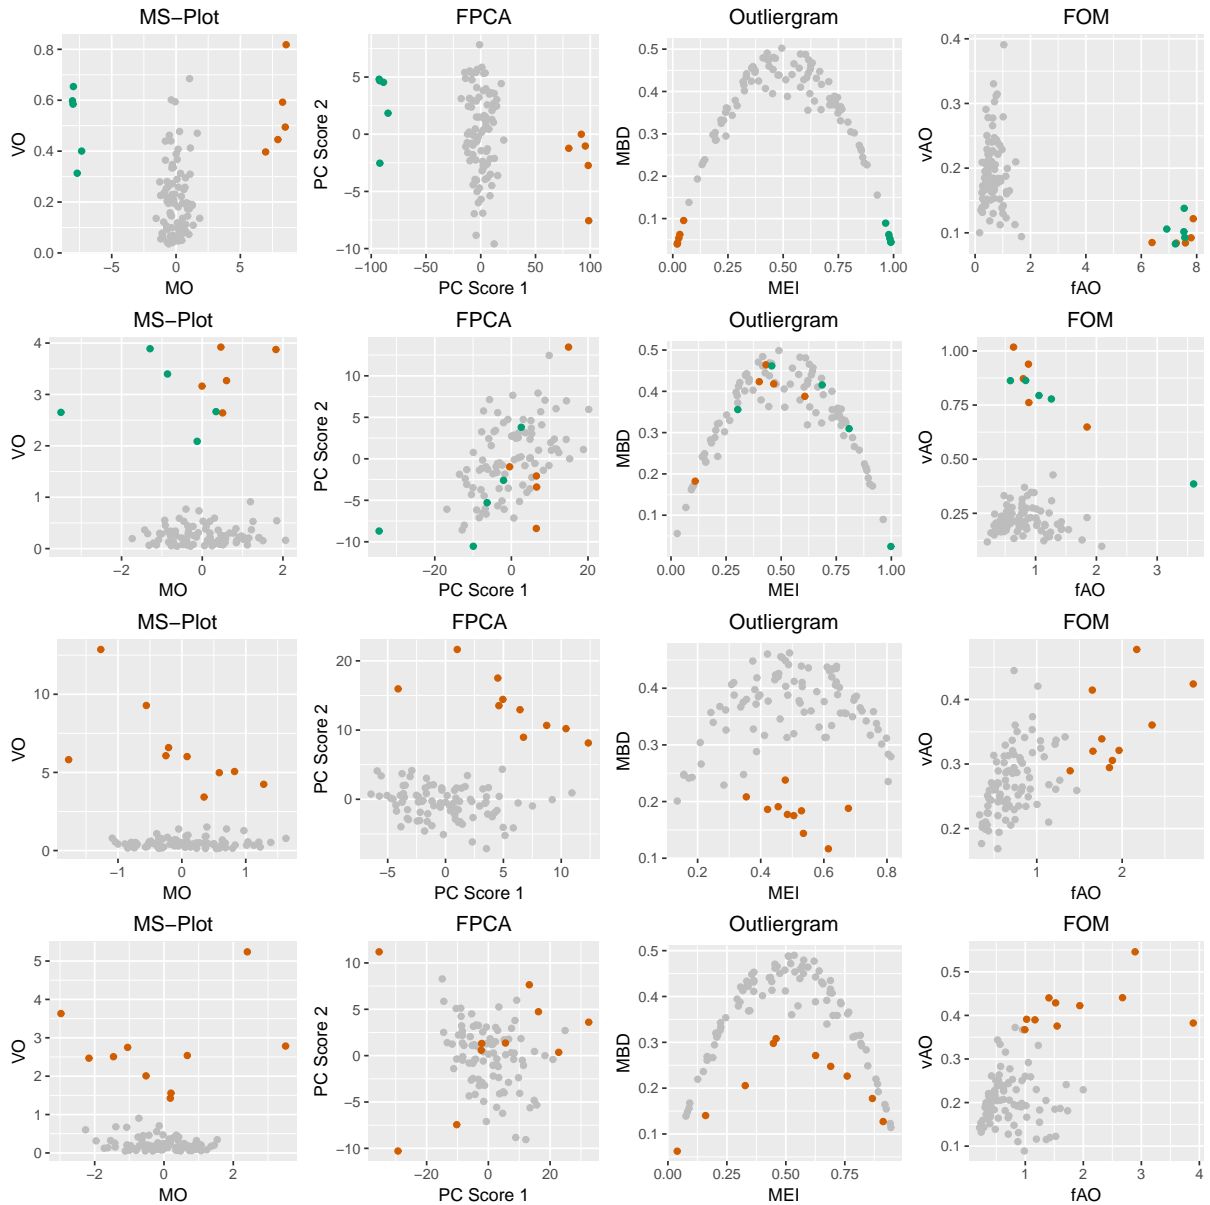 MS−Plot FPCA Outliergram FOM
0.0 0.2 0.4 0.6 0.8 VO −5 0 5 MO
−10 −5 0 5 PC Score 2 −100 −50 0 50 100 PC Score 1
0.1 0.2 0.3 0.4 0.5 MBD 0.00 0.25 0.50 0.75 1.00 MEI
0.1 0.2 0.3 0.4 vAO 0 2 4 6 8 fAO
MS−Plot FPCA Outliergram FOM
0 1 2 3 4 VO −2 0 2 MO
−10 −5 0 5 10 PC Score 2 −20 0 20 PC Score 1
0.1 0.2 0.3 0.4 0.5 MBD 0.00 0.25 0.50 0.75 1.00 MEI
0.25 0.50 0.75 1.00 vAO 1 2 3 fAO
MS−Plot FPCA Outliergram FOM
0 5 10 VO −1 0 1 MO
0 10 20 PC Score 2 −5 0 5 10 PC Score 1
0.1 0.2 0.3 0.4 MBD 0.2 0.4 0.6 0.8 MEI
0.2 0.3 0.4 vAO 1 2 fAO
MS−Plot FPCA Outliergram FOM
0 1 2 3 4 5 VO −2 0 2 MO
−10 −5 0 5 10 PC Score 2 −20 0 20 PC Score 1
0.1 0.2 0.3 0.4 0.5 MBD 0.00 0.25 0.50 0.75 MEI
0.1 0.2 0.3 0.4 0.5 vAO 1 2 3 4 fAO